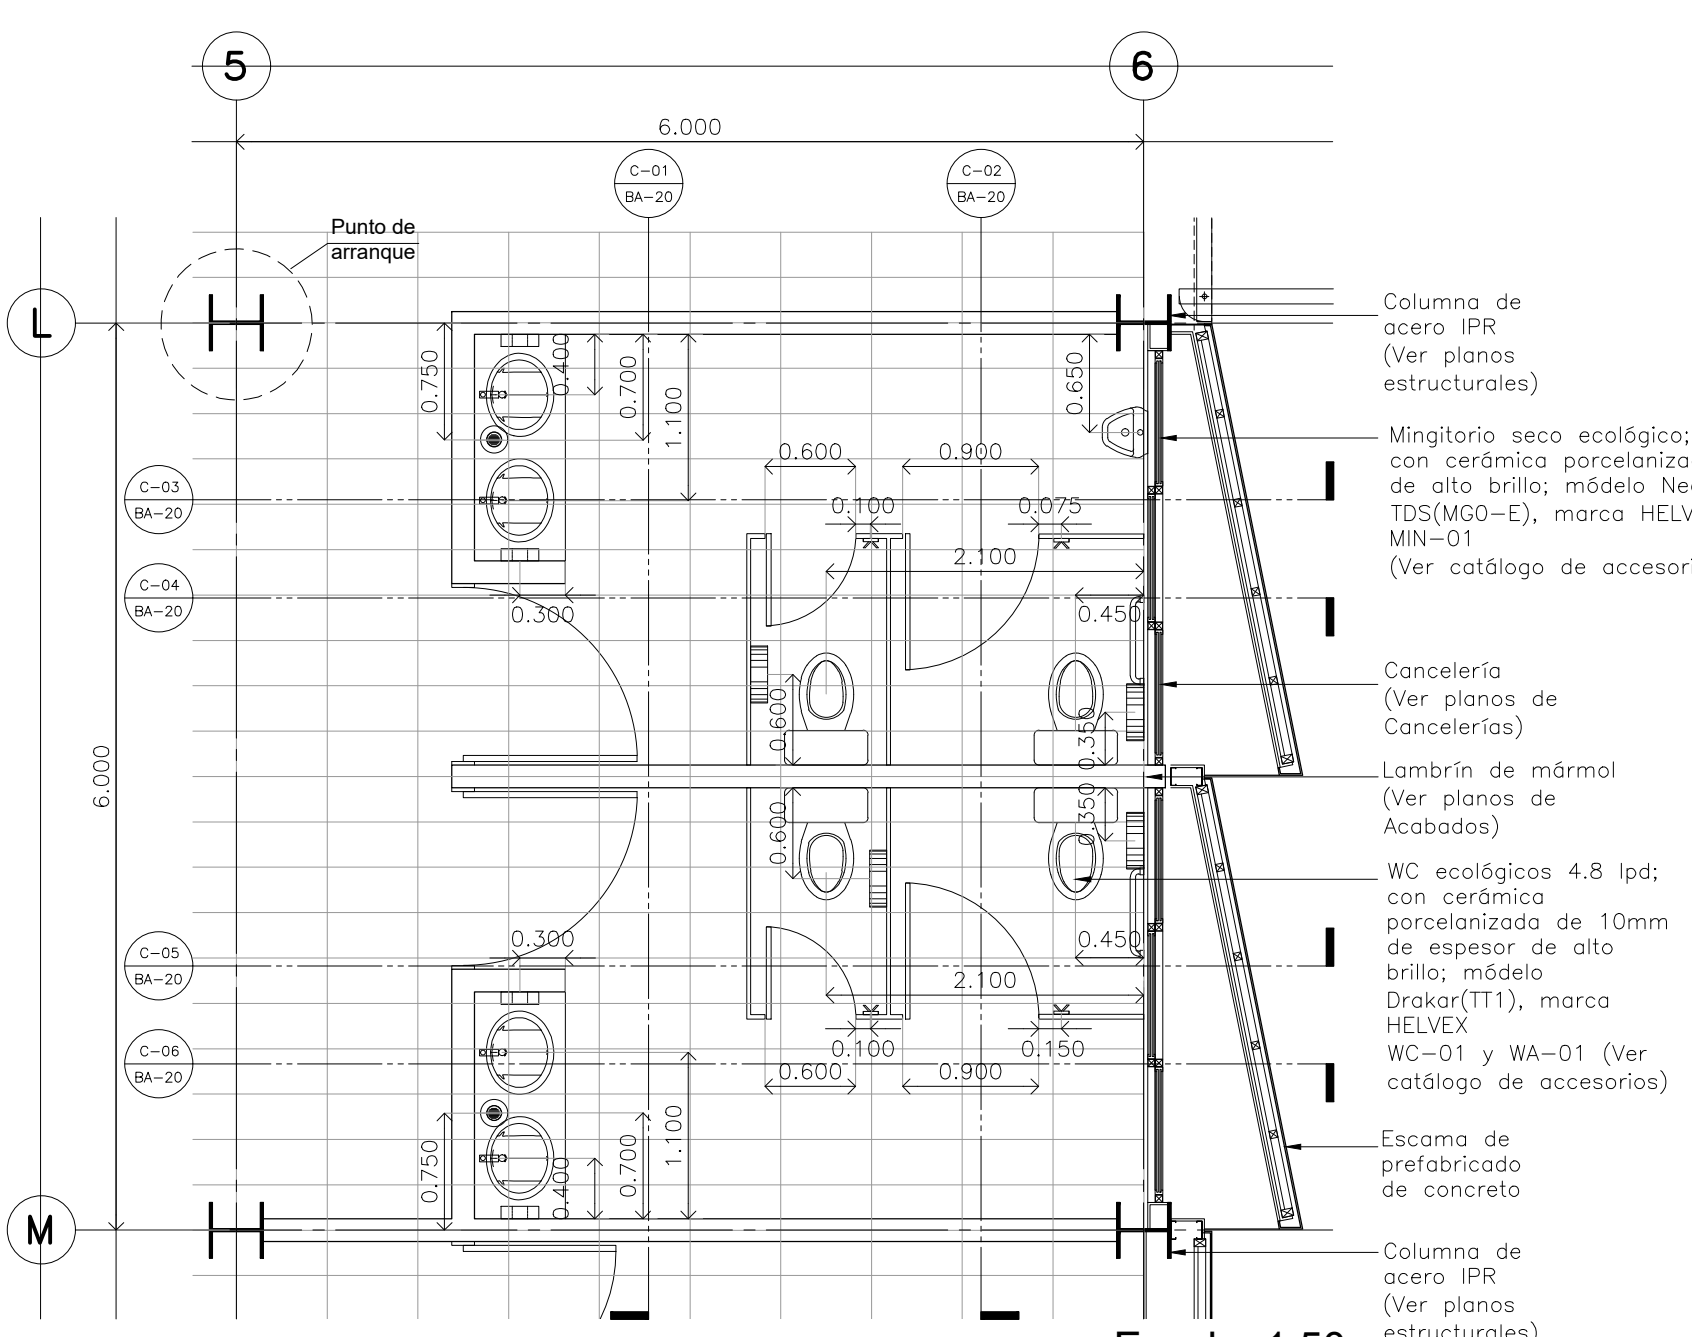 5
6
6.000
C-01
BA-20
C-02
BA-20
Punto de
arranque
L
Columna de
acero IPR
(Ver planos
estructurales)
0.750
0.400
0.700
1.100
0.650
Mingitorio seco ecológico;
con cerámica
de alto brillo; módelo
TDS(MG0-E), marca
MIN-01
(Ver catálogo de
0.600
0.900
C-03
BA-20
0.100
0.075
2.100
C-04
BA-20
0.300
0.450
Cancelería
(Ver planos de
Cancelerías)
0.600
0.350
6.000
Lambrín de mármol
(Ver planos de
Acabados)
0.600
0.350
WC ecológicos 4.8 lpd;
con cerámica
porcelanizada de 10mm
de espesor de alto
brillo; módelo
Drakar(TT1), marca
HELVEX
WC-01 y WA-01 (Ver
catálogo de accesorios)
C-05
BA-20
0.300
0.450
2.100
C-06
BA-20
0.100
0.150
0.600
0.900
0.750
0.400
0.700
1.100
Escama de
prefabricado
de concreto
M
Columna de
acero IPR
(Ver planos
estructurales)